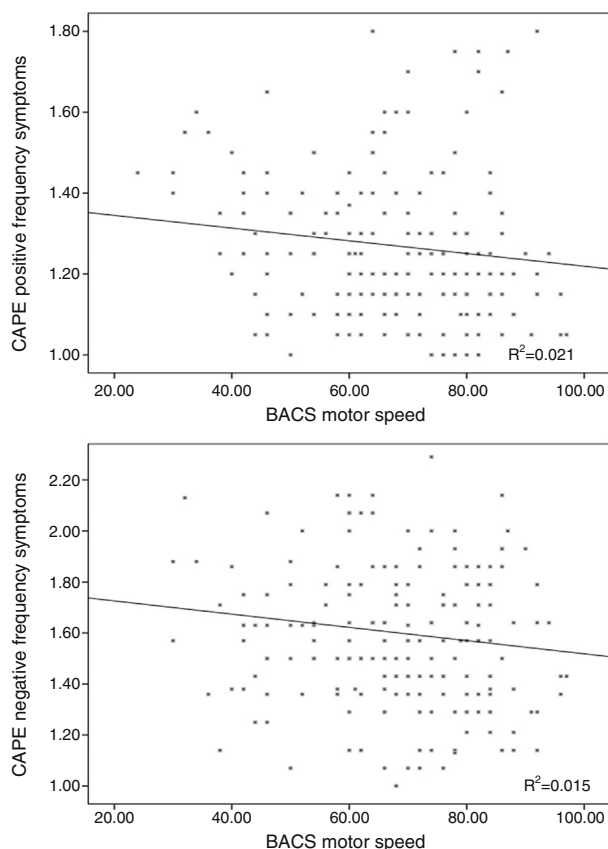 CAPE positive frequency symptoms
1.80
1.60
1.40
1.20
1.00
R²=0.021
20.00 40.00 60.00 80.00 100.00
BACS motor speed
CAPE negative frequency symptoms
2.20
2.00
1.80
1.60
1.40
1.20
1.00
R²=0.015
20.00 40.00 60.00 80.00 100.00
BACS motor speed